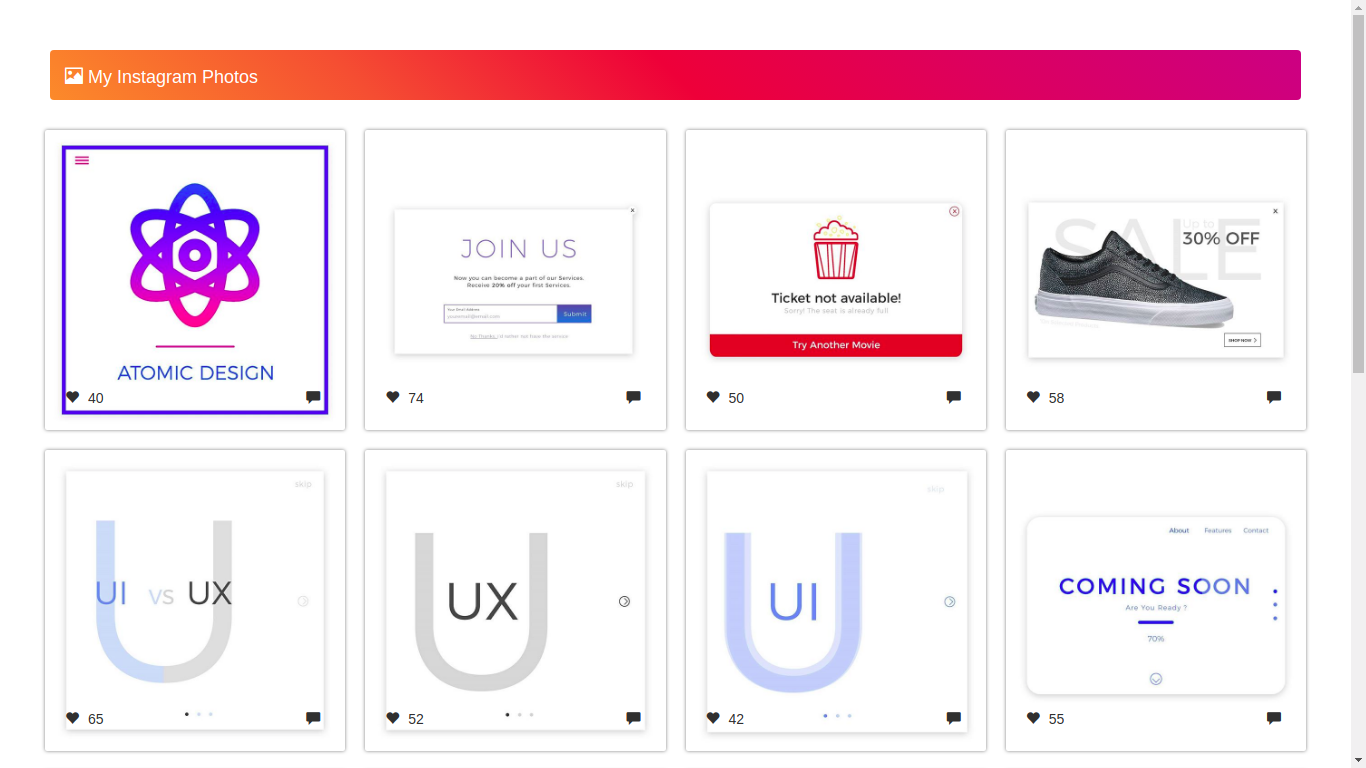 My Instagram Photos
ATOMIC DESIGN
40
JOIN US
Now you can become a part of our Services.
Receive 20% off your first Services.
Your Email Address
youremail@email.com
Submit
No Thanks, I'd rather not have the service.
74
Ticket not available!
Sorry! The seat is already full
Try Another Movie
50
SALE
Up to
30% OFF
SHOP NOW
58
skip
UI vs UX
65
skip
UX
52
skip
UI
42
About Features Contact
COMING SOON
Are You Ready ?
70%
55